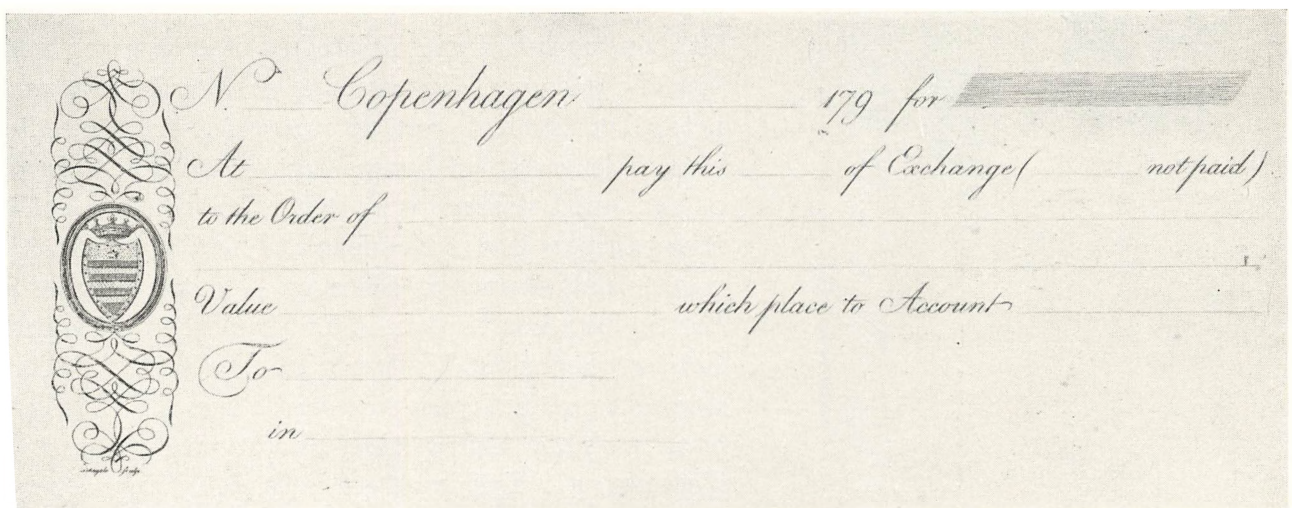 N. Copenhagen 179 for
At pay this of Exchange ( not paid )
to the Order of
Value which place to Account
To
in